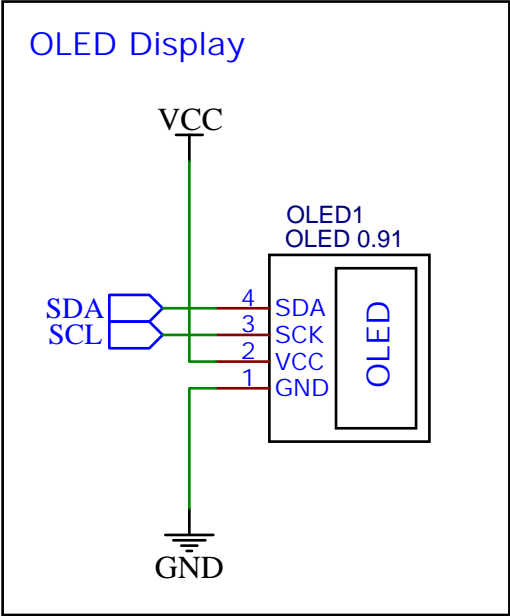 OLED Display
VCC
OLED1
OLED 0.91
SDA
SCL
4 SDA
3 SCK
2 VCC
1 GND
OLED
GND